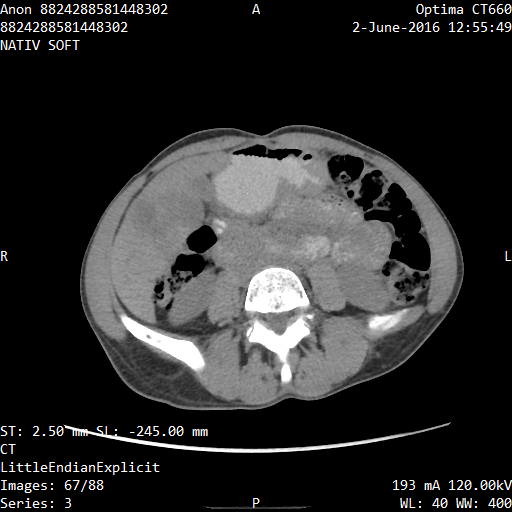 Anon 8824288581448302 A Optima CT660
8824288581448302 2-June-2016 12:55:49
NATIV SOFT
R L
ST: 2.50 mm SL: -245.00 mm
CT
LittleEndianExplicit
Images: 67/88 193 mA 120.00kV
Series: 3 P WL: 40 WW: 400